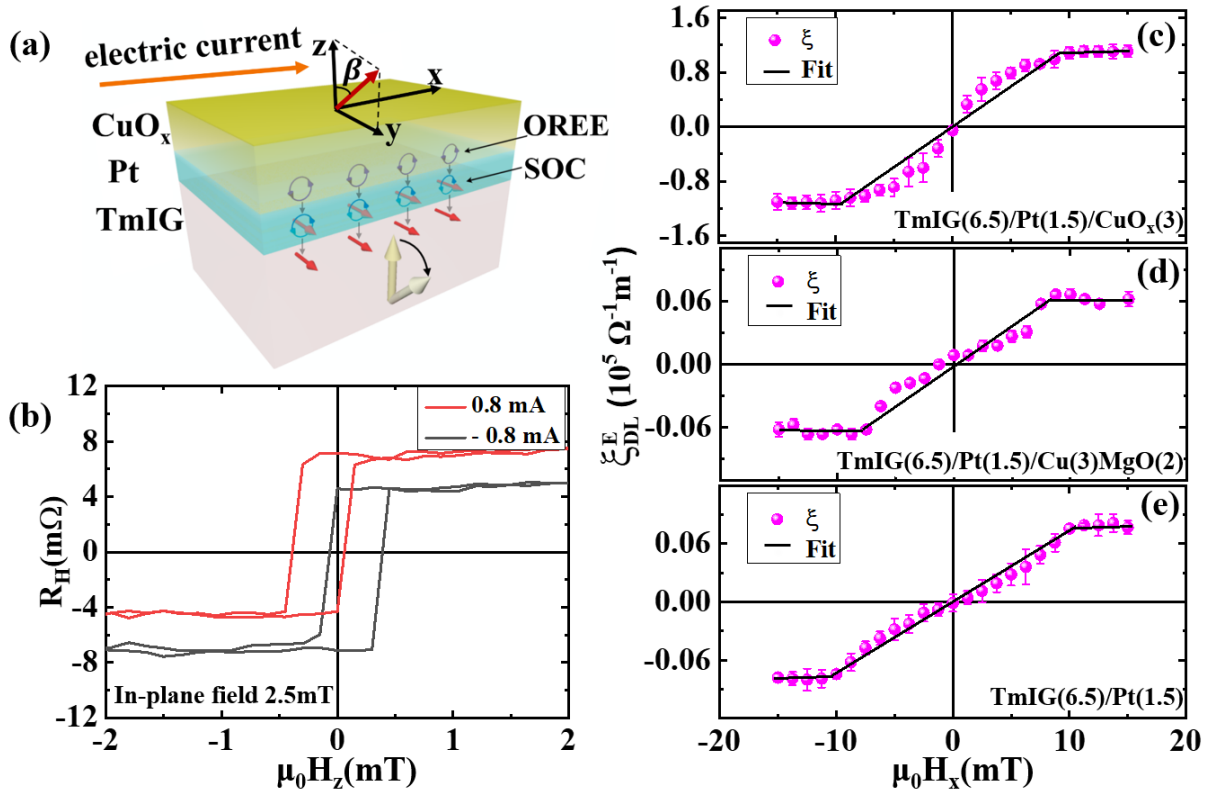 (a)
electric current
z
β
x
y
CuOₓ
Pt
TmIG
OREE
SOC
(b)
12
8
4
0
-4
-8
-12
R_H(mΩ)
0.8 mA
- 0.8 mA
In-plane field 2.5mT
-2
-1
0
1
2
μ₀H_z(mT)
ξ^E_DL (10⁵ Ω⁻¹m⁻¹)
(c)
1.6
0.8
0.0
-0.8
-1.6
ξ
Fit
TmIG(6.5)/Pt(1.5)/CuOₓ(3)
(d)
0.06
0.00
-0.06
ξ
Fit
TmIG(6.5)/Pt(1.5)/Cu(3)MgO(2)
(e)
0.06
0.00
-0.06
ξ
Fit
TmIG(6.5)/Pt(1.5)
-20
-10
0
10
20
μ₀Hₓ(mT)